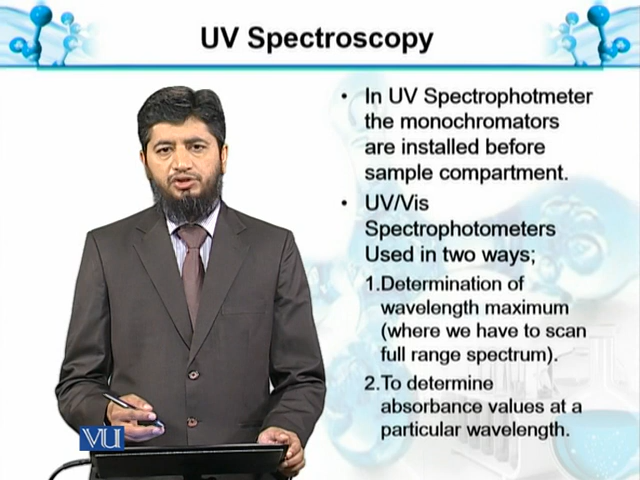 UV Spectroscopy
• In UV Spectrophotmeter
the monochromators
are installed before
sample compartment.
• UV/Vis
Spectrophotometers
Used in two ways;
1.Determination of
wavelength maximum
(where we have to scan
full range spectrum).
2.To determine
absorbance values at a
particular wavelength.
VU